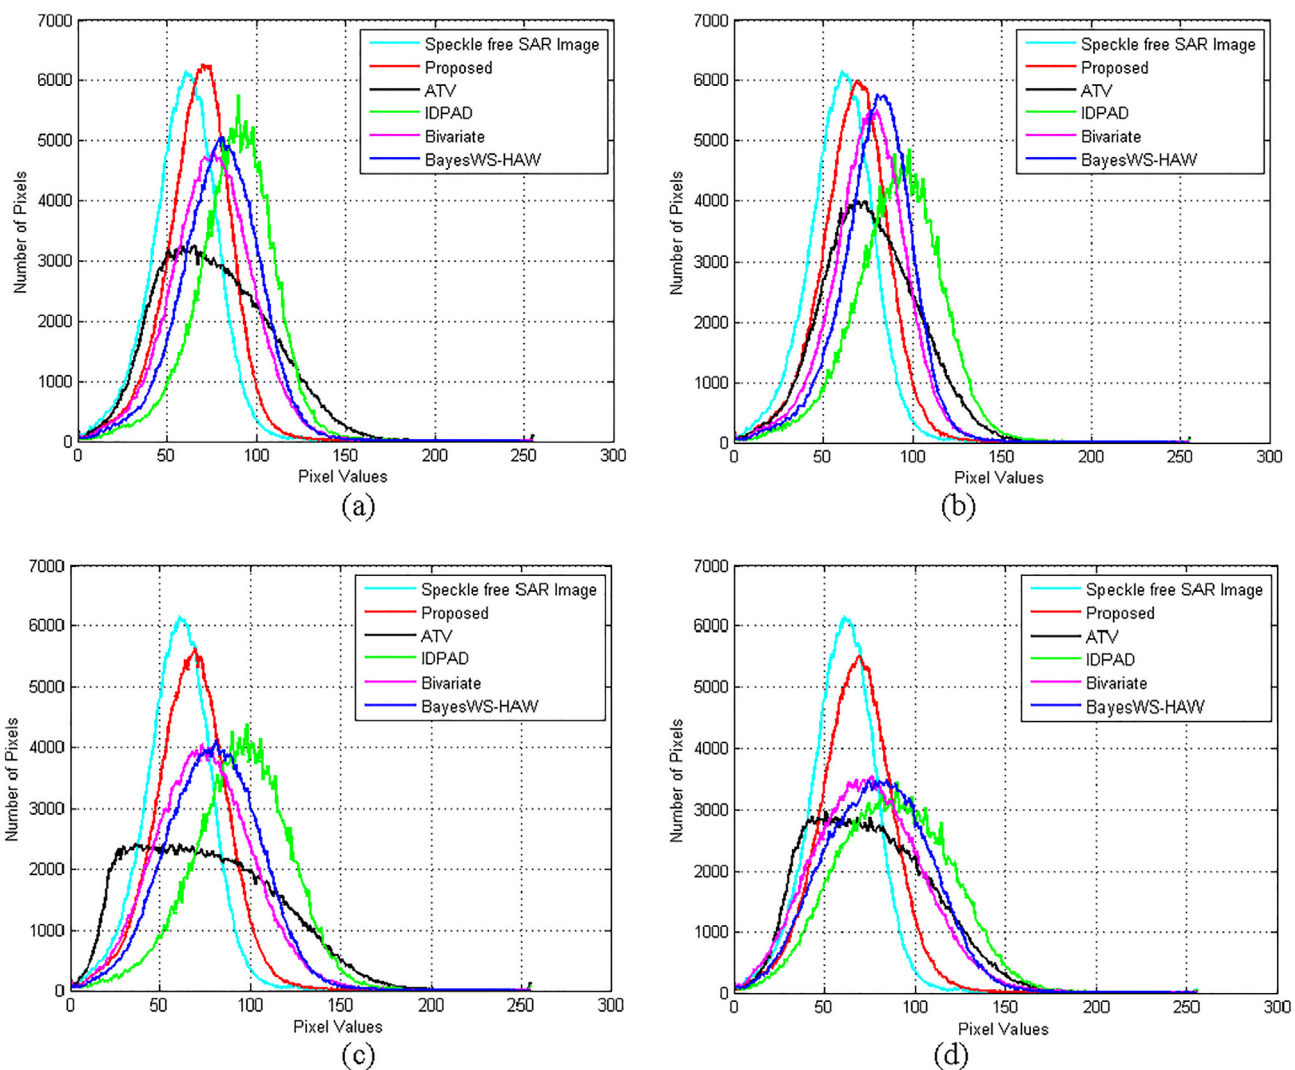 7000
6000
5000
4000
3000
2000
1000
0
Number of Pixels
Speckle free SAR Image
Proposed
ATV
IDPAD
Bivariate
BayesWS-HAW
0 50 100 150 200 250 300
Pixel Values
(a)
7000
6000
5000
4000
3000
2000
1000
0
Number of Pixels
Speckle free SAR Image
Proposed
ATV
IDPAD
Bivariate
BayesWS-HAW
0 50 100 150 200 250 300
Pixel Values
(b)
7000
6000
5000
4000
3000
2000
1000
0
Number of Pixels
Speckle free SAR Image
Proposed
ATV
IDPAD
Bivariate
BayesWS-HAW
0 50 100 150 200 250 300
Pixel Values
(c)
7000
6000
5000
4000
3000
2000
1000
0
Number of Pixels
Speckle free SAR Image
Proposed
ATV
IDPAD
Bivariate
BayesWS-HAW
0 50 100 150 200 250 300
Pixel Values
(d)